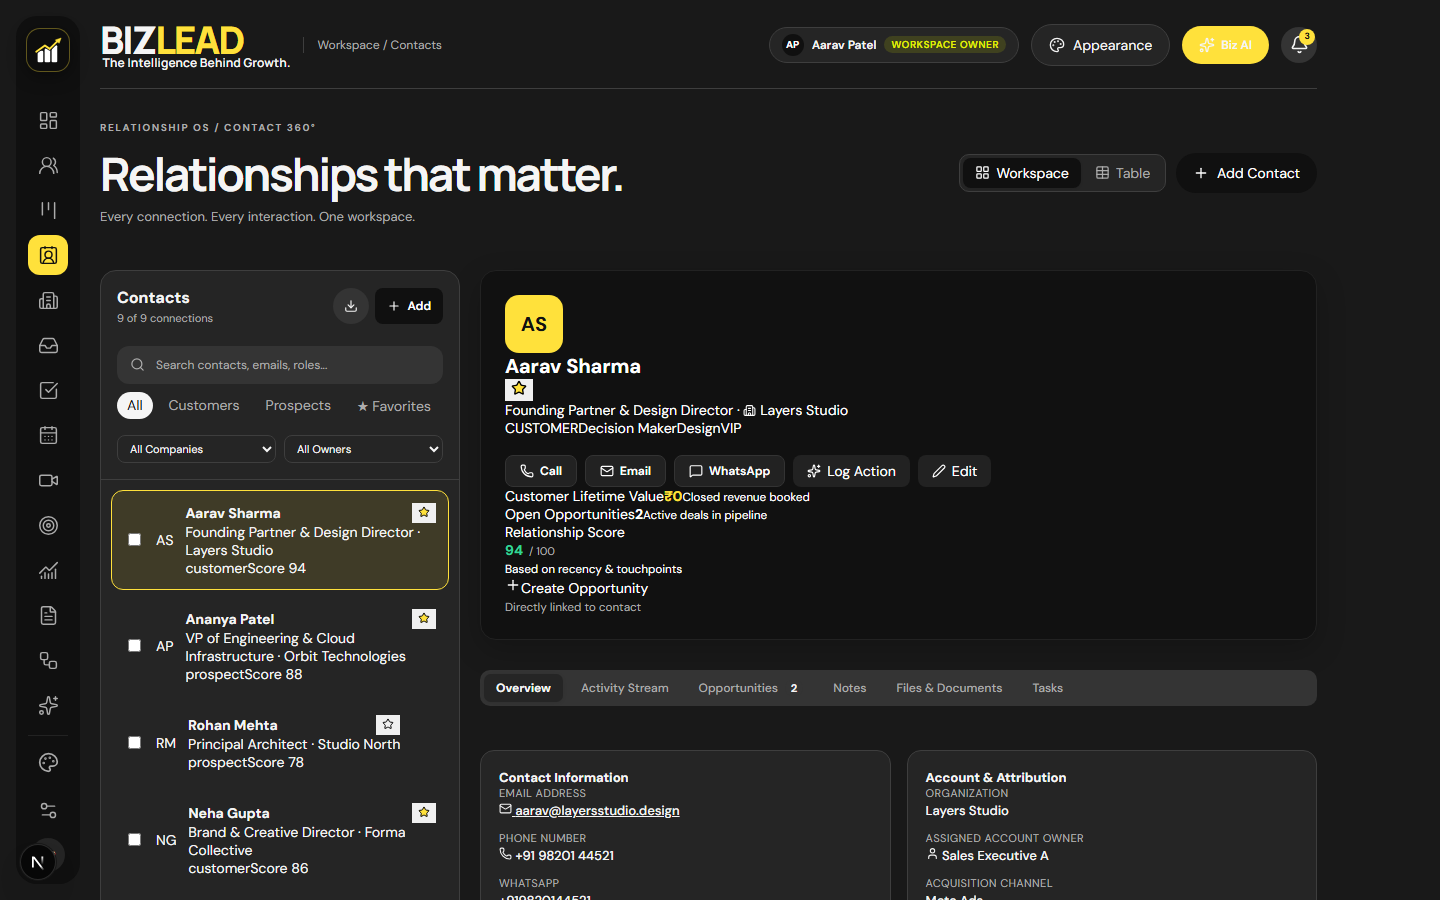 BIZLEAD
The Intelligence Behind Growth.
Workspace / Contacts
AP Aarav Patel WORKSPACE OWNER
Appearance
Biz AI
3
RELATIONSHIP OS / CONTACT 360°
Relationships that matter.
Every connection. Every interaction. One workspace.
Workspace
Table
+ Add Contact
Contacts
9 of 9 connections
+ Add
Search contacts, emails, roles...
All Customers Prospects ★ Favorites
All Companies
All Owners
AS
Aarav Sharma
Founding Partner & Design Director ·
Layers Studio
customerScore 94
AP
Ananya Patel
VP of Engineering & Cloud
Infrastructure · Orbit Technologies
prospectScore 88
RM
Rohan Mehta
Principal Architect · Studio North
prospectScore 78
NG
Neha Gupta
Brand & Creative Director · Forma
Collective
customerScore 86
N
AS
Aarav Sharma
Founding Partner & Design Director · Layers Studio
CUSTOMERDecision MakerDesignVIP
Call Email WhatsApp Log Action Edit
Customer Lifetime Value₹0Closed revenue booked
Open Opportunities2Active deals in pipeline
Relationship Score
94 / 100
Based on recency & touchpoints
+Create Opportunity
Directly linked to contact
Overview Activity Stream Opportunities 2 Notes Files & Documents Tasks
Contact Information
EMAIL ADDRESS
aarav@layersstudio.design
PHONE NUMBER
+91 98201 44521
WHATSAPP
+919820144521
Account & Attribution
ORGANIZATION
Layers Studio
ASSIGNED ACCOUNT OWNER
Sales Executive A
ACQUISITION CHANNEL
Meta Ads